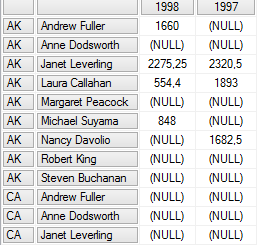 1998 1997
AK Andrew Fuller 1660 (NULL)
AK Anne Dodsworth (NULL) (NULL)
AK Janet Leverling 2275,25 2320,5
AK Laura Callahan 554,4 1893
AK Margaret Peacock (NULL) (NULL)
AK Michael Suyama 848 (NULL)
AK Nancy Davolio (NULL) 1682,5
AK Robert King (NULL) (NULL)
AK Steven Buchanan (NULL) (NULL)
CA Andrew Fuller (NULL) (NULL)
CA Anne Dodsworth (NULL) (NULL)
CA Janet Leverling (NULL) (NULL)